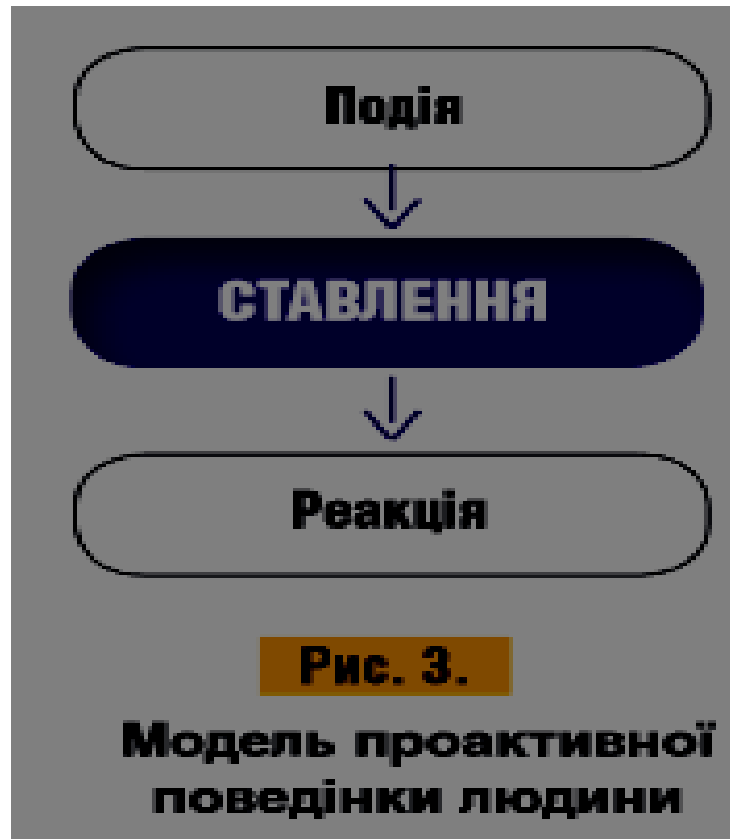 Подія
СТАВЛЕННЯ
Реакція
Рис. 3.
Модель проактивної
поведінки людини